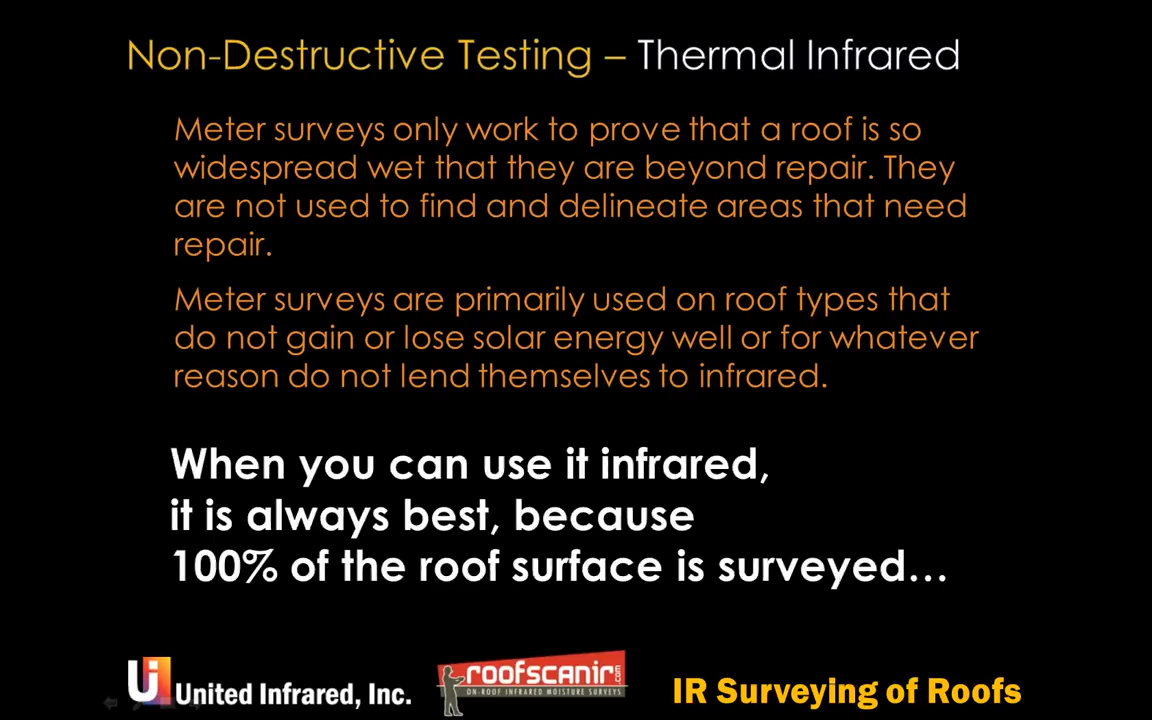 Non-Destructive Testing – Thermal Infrared
Meter surveys only work to prove that a roof is so
widespread wet that they are beyond repair. They
are not used to find and delineate areas that need
repair.
Meter surveys are primarily used on roof types that
do not gain or lose solar energy well or for whatever
reason do not lend themselves to infrared.
When you can use it infrared,
it is always best, because
100% of the roof surface is surveyed...
Ui United Infrared, Inc.
roofscanir.com
ON-ROOF INFRARED MOISTURE SURVEYS
IR Surveying of Roofs